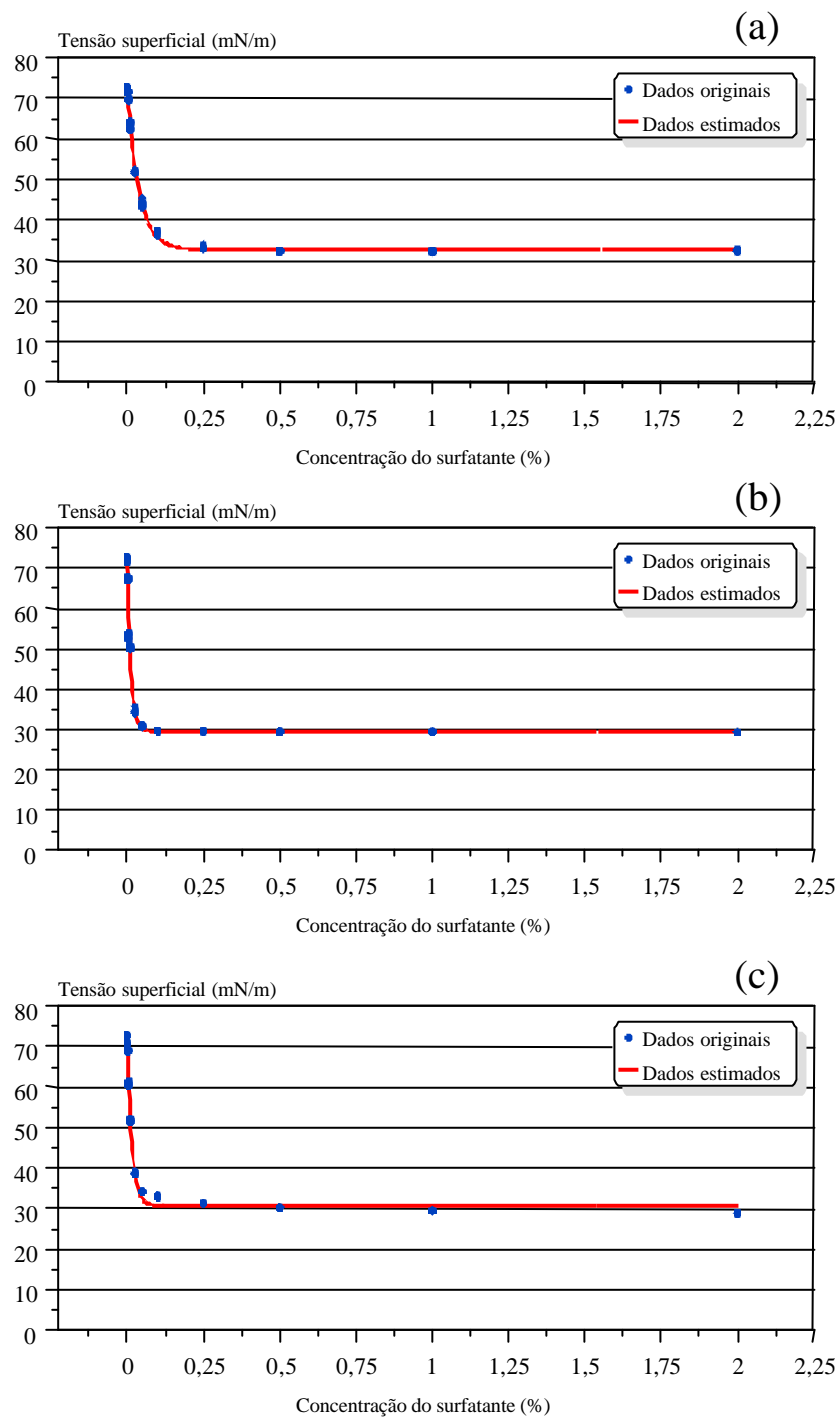 (a)
Tensão superficial (mN/m)
80
70
60
50
40
30
20
10
0
Dados originais
Dados estimados
0 0,25 0,5 0,75 1 1,25 1,5 1,75 2 2,25
Concentração do surfatante (%)
(b)
Tensão superficial (mN/m)
80
70
60
50
40
30
20
10
0
Dados originais
Dados estimados
0 0,25 0,5 0,75 1 1,25 1,5 1,75 2 2,25
Concentração do surfatante (%)
(c)
Tensão superficial (mN/m)
80
70
60
50
40
30
20
10
0
Dados originais
Dados estimados
0 0,25 0,5 0,75 1 1,25 1,5 1,75 2 2,25
Concentração do surfatante (%)